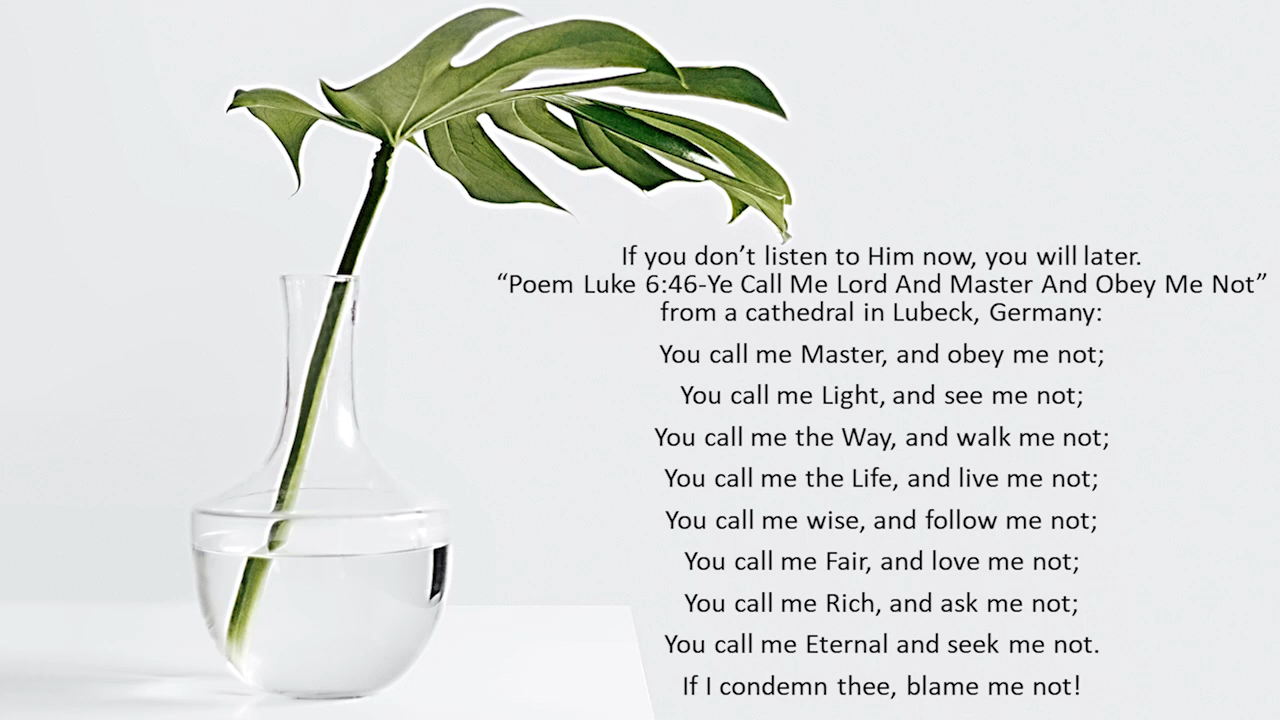 If you don’t listen to Him now, you will later.
“Poem Luke 6:46-Ye Call Me Lord And Master And Obey Me Not”
from a cathedral in Lubeck, Germany:
You call me Master, and obey me not;
You call me Light, and see me not;
You call me the Way, and walk me not;
You call me the Life, and live me not;
You call me wise, and follow me not;
You call me Fair, and love me not;
You call me Rich, and ask me not;
You call me Eternal and seek me not.
If I condemn thee, blame me not!